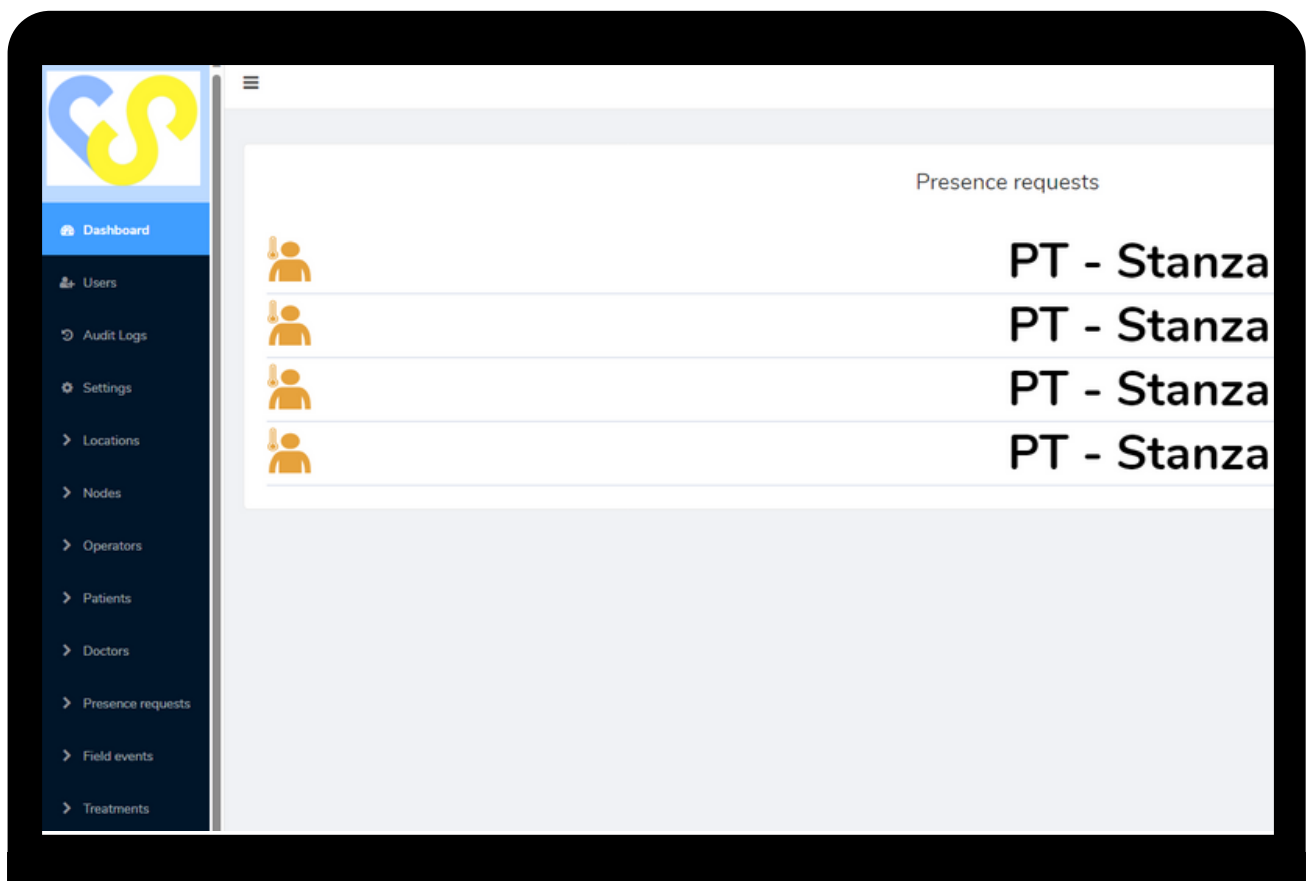 Dashboard
Users
Audit Logs
Settings
Locations
Nodes
Operators
Patients
Doctors
Presence requests
Field events
Treatments
Presence requests
PT - Stanza
PT - Stanza
PT - Stanza
PT - Stanza